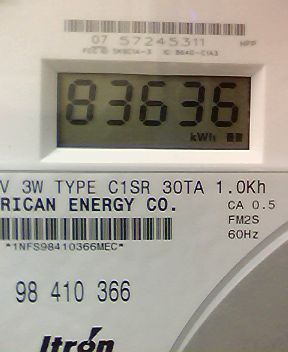 07 57245311 NPP
83636
kWh
V 3W TYPE C1SR 30TA 1.0Kh
RICAN ENERGY CO.
CA 0.5
FM2S
60Hz
*1NFS98410366MEC*
98 410 366
Itron